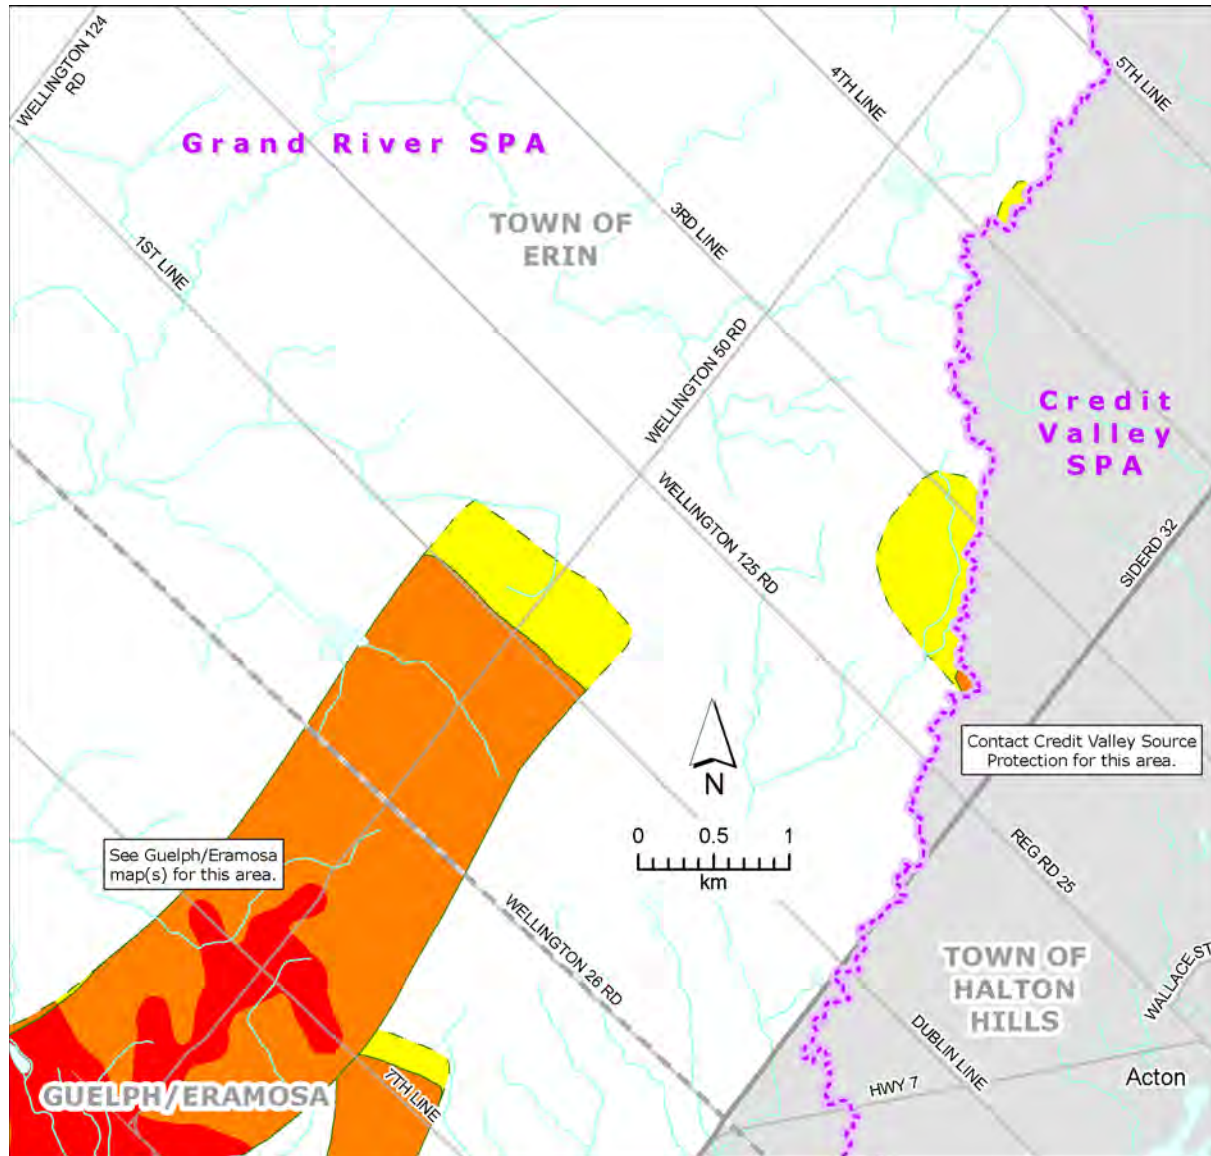 WELLINGTON 124
RD
4TH LINE
5TH LINE
Grand River SPA
TOWN OF
ERIN
3RD LINE
1ST LINE
WELLINGTON 50 RD
Credit
Valley
SPA
WELLINGTON 125 RD
SIDERD 32
Contact Credit Valley Source
Protection for this area.
N
0 0.5 1
km
See Guelph/Eramosa
map(s) for this area.
REG RD 25
WELLINGTON 26 RD
TOWN OF
HALTON
HILLS
WALLACE ST
DUBLIN LINE
HWY 7
Acton
7TH LINE
GUELPH/ERAMOSA